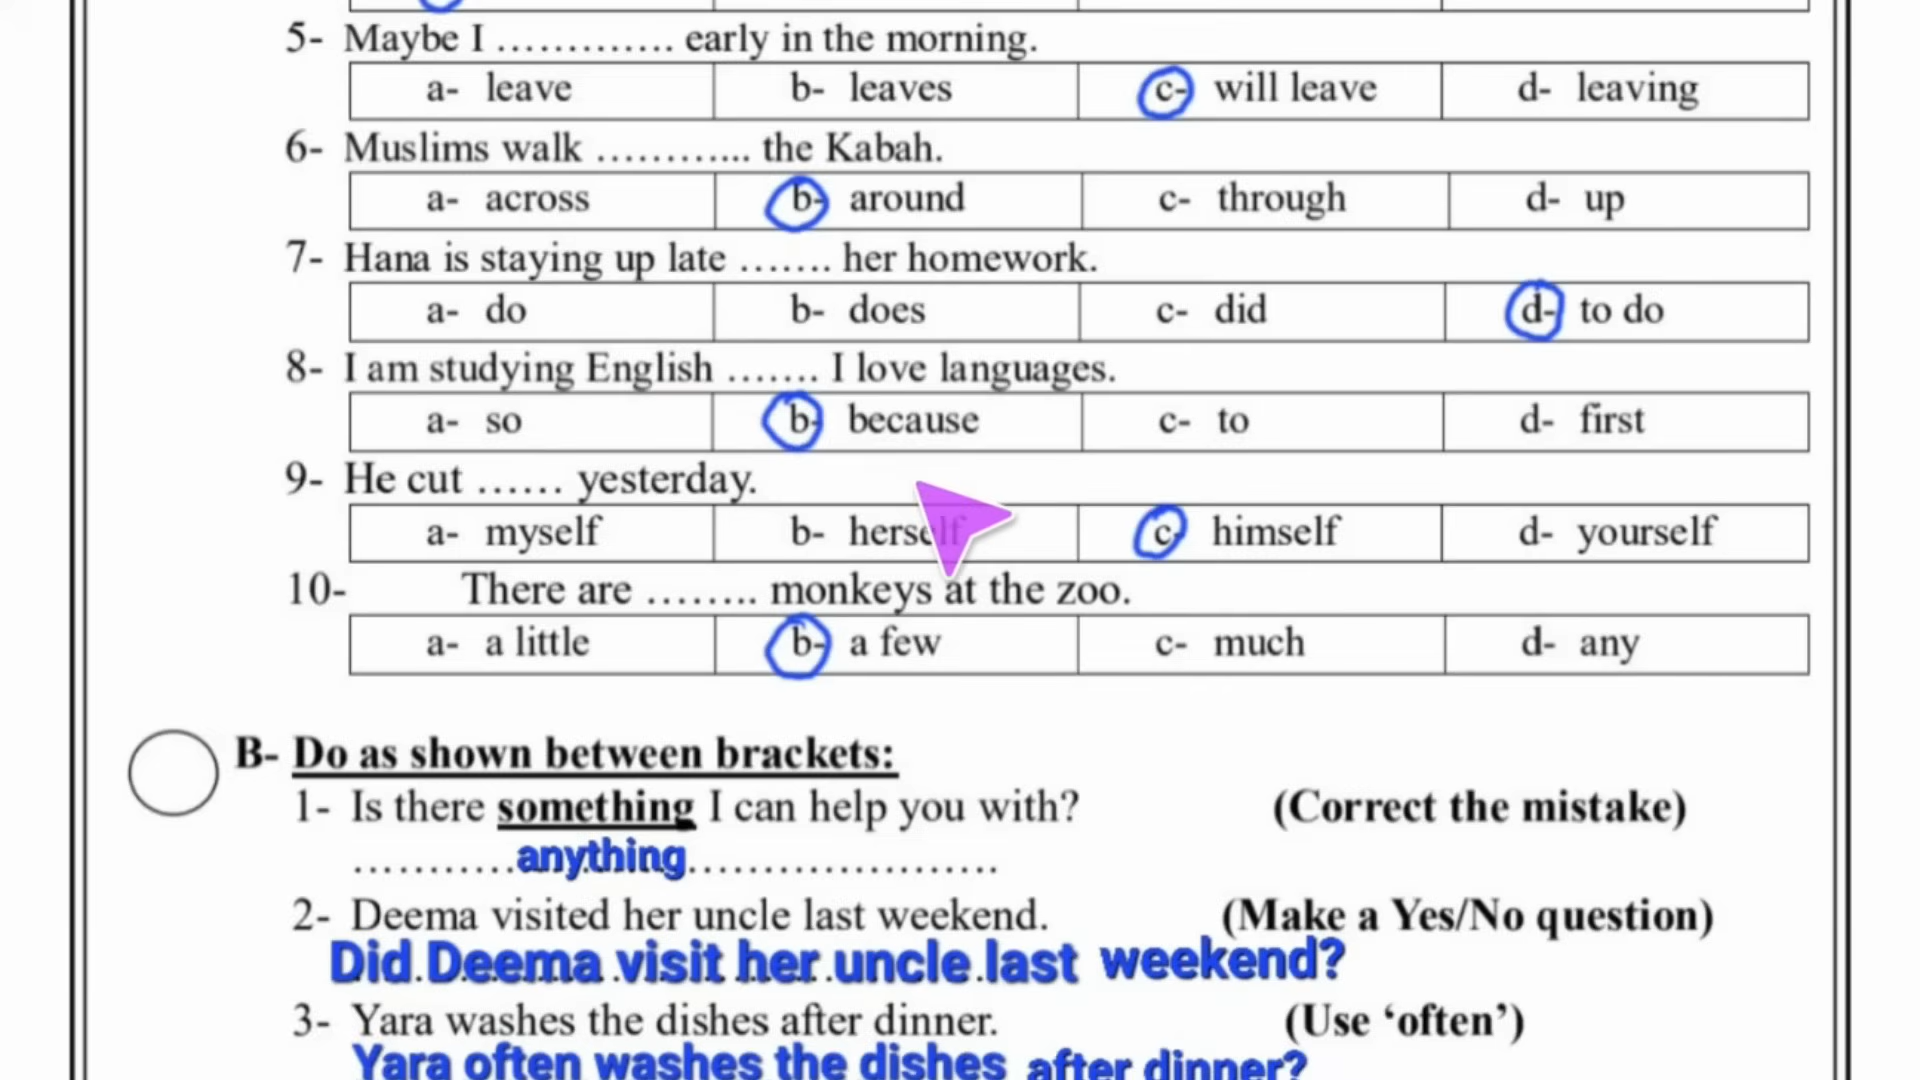 5- Maybe I ............. early in the morning.
a- leave b- leaves c- will leave d- leaving
6- Muslims walk ............ the Kabah.
a- across b- around c- through d- up
7- Hana is staying up late ....... her homework.
a- do b- does c- did d- to do
8- I am studying English ....... I love languages.
a- so b- because c- to d- first
9- He cut ...... yesterday.
a- myself b- herself c- himself d- yourself
10- There are ........ monkeys at the zoo.
a- a little b- a few c- much d- any
B- Do as shown between brackets:
1- Is there something I can help you with? (Correct the mistake)
...........anything.....................
2- Deema visited her uncle last weekend. (Make a Yes/No question)
Did Deema visit her uncle last weekend?
3- Yara washes the dishes after dinner. (Use ‘often’)
Yara often washes the dishes after dinner?